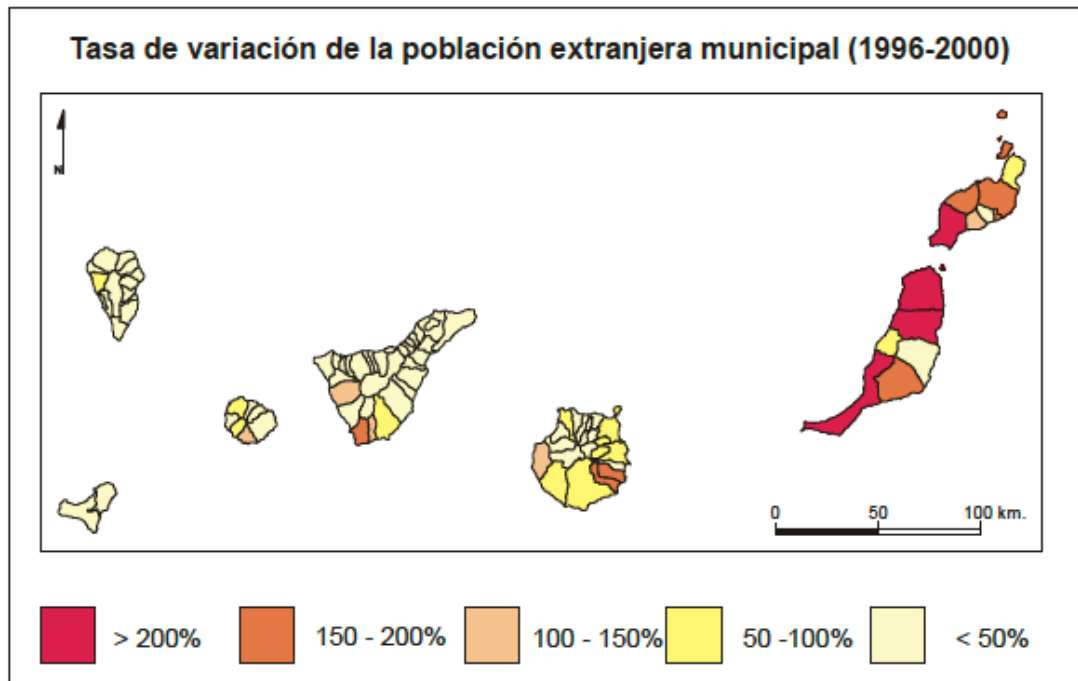 Tasa de variación de la población extranjera municipal (1996-2000)
N
0 50 100 km.
> 200% 150 - 200% 100 - 150% 50 -100% < 50%